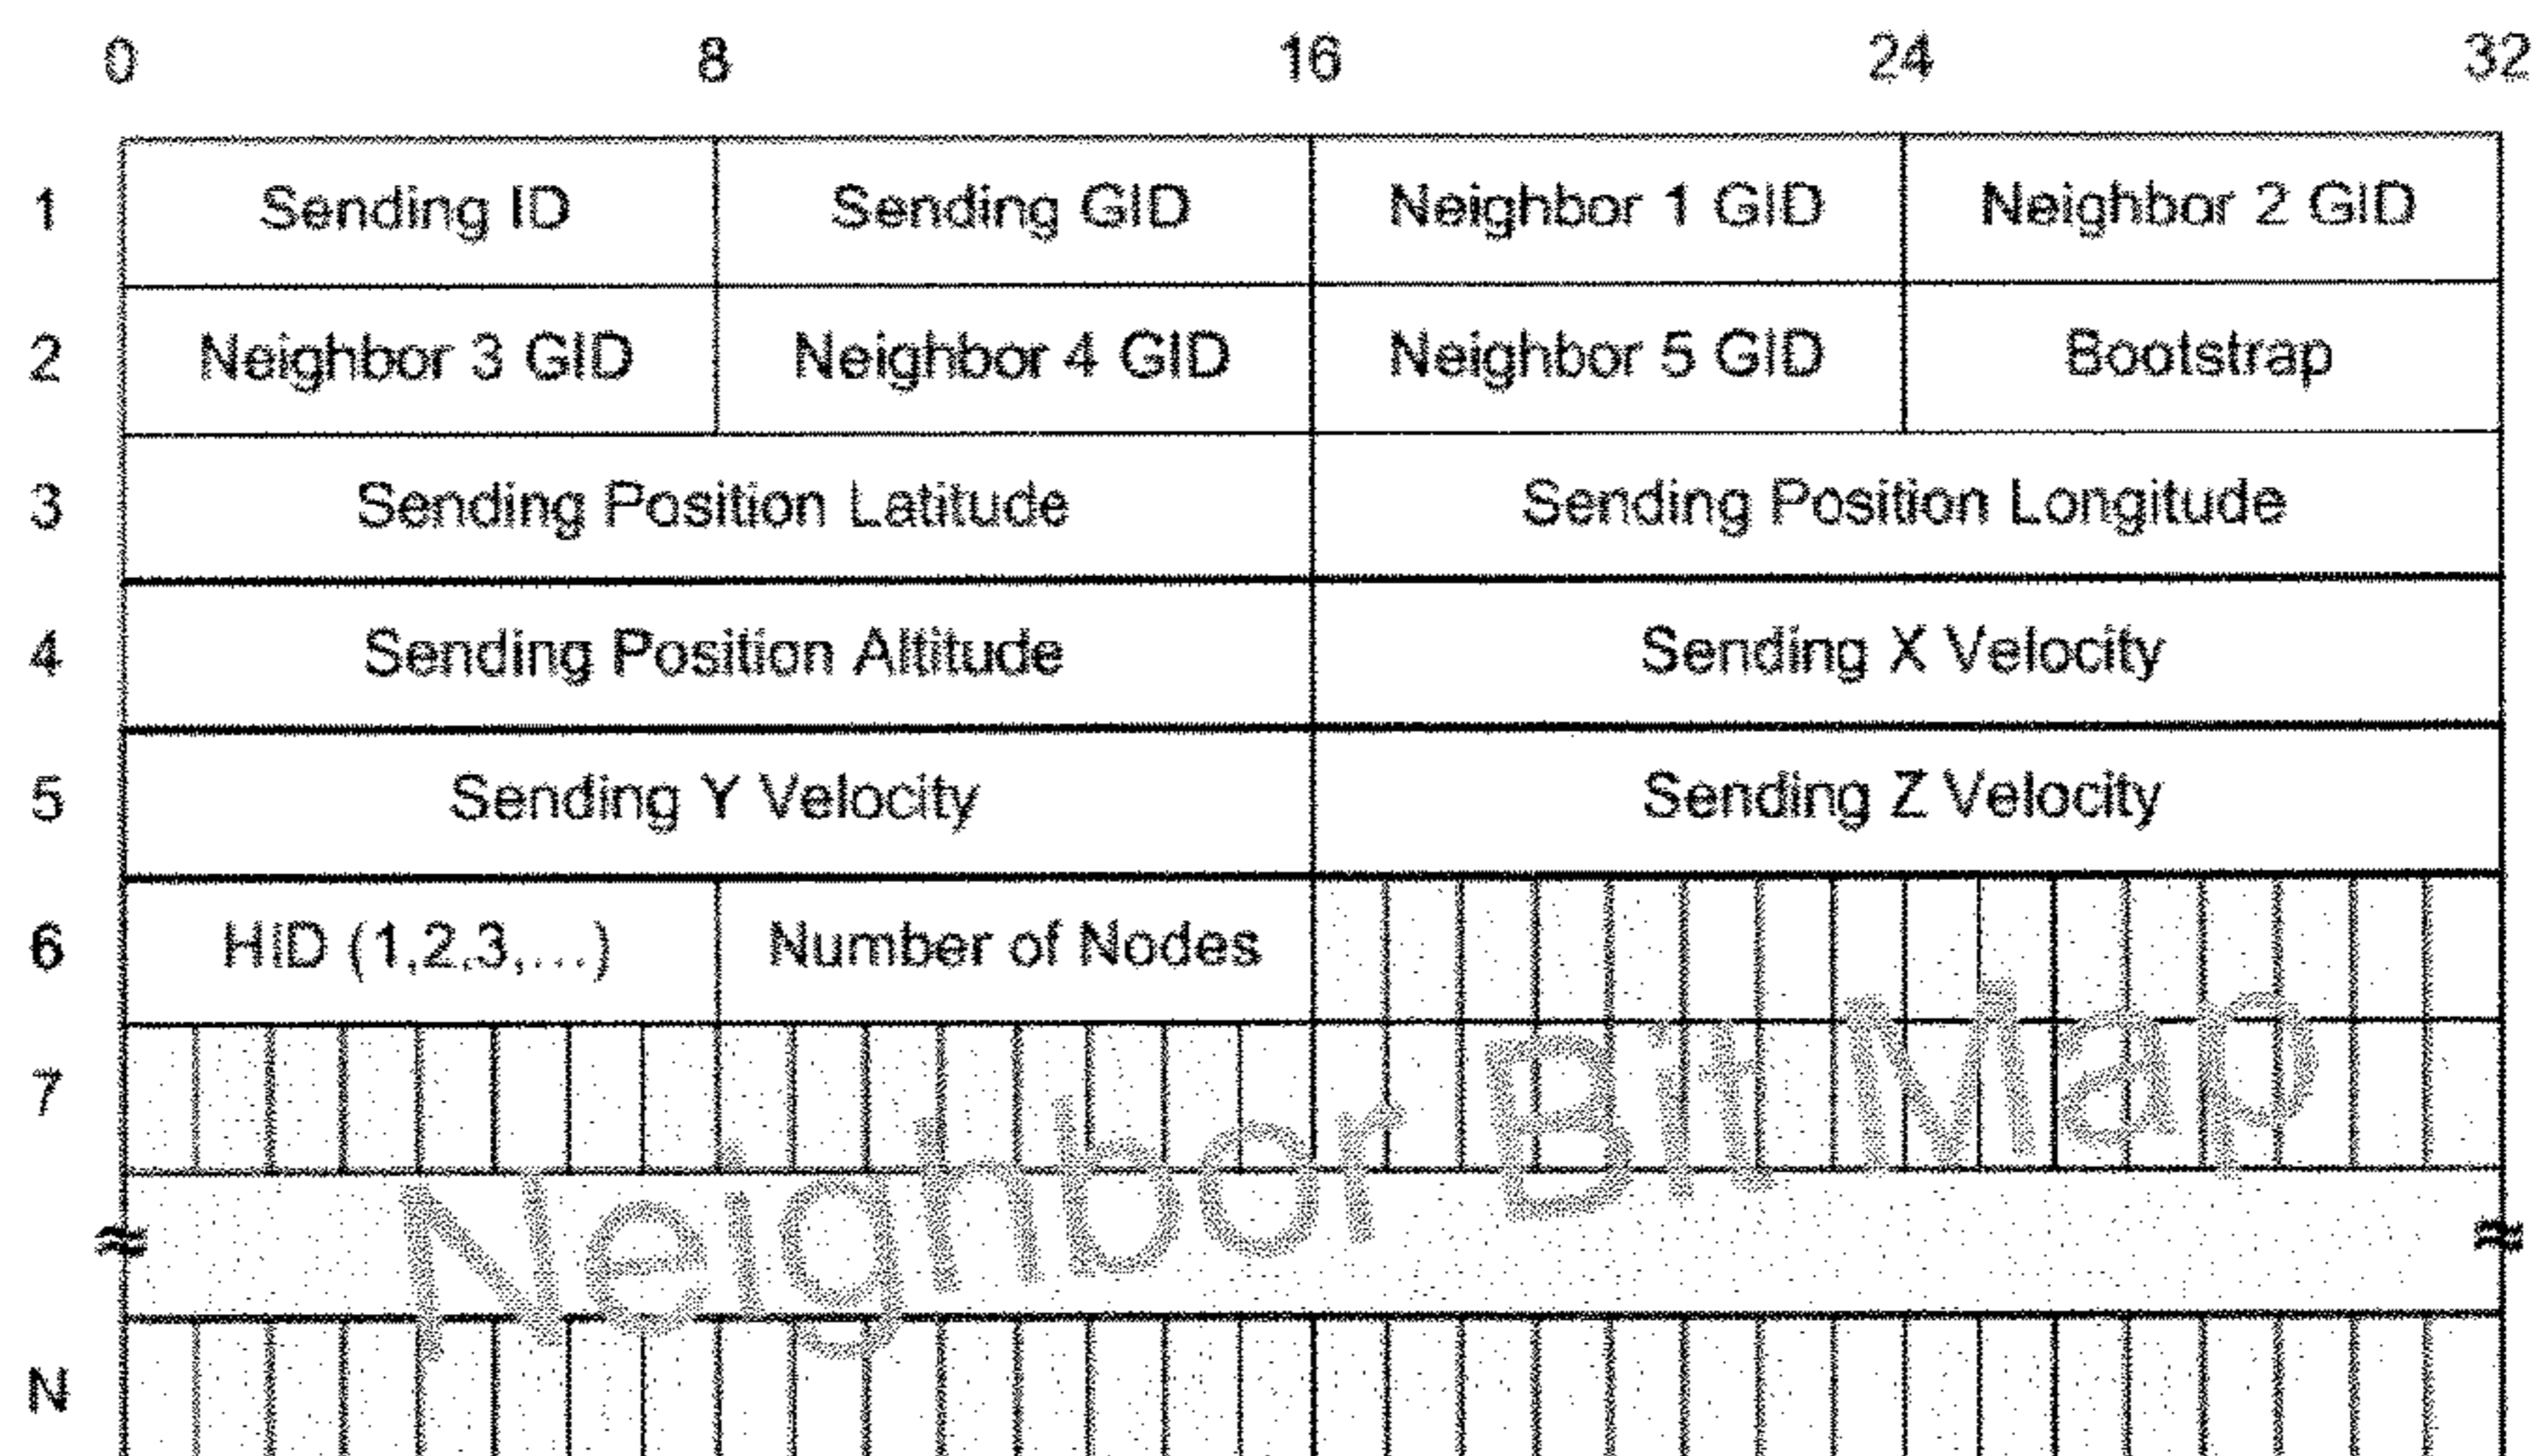 0 8 16 24 32
1 Sending ID Sending GID Neighbor 1 GID Neighbor 2 GID
2 Neighbor 3 GID Neighbor 4 GID Neighbor 5 GID Bootstrap
3 Sending Position Latitude Sending Position Longitude
4 Sending Position Altitude Sending X Velocity
5 Sending Y Velocity Sending Z Velocity
6 HID (1,2,3,...) Number of Nodes
7
Neighbor Bit Map
N